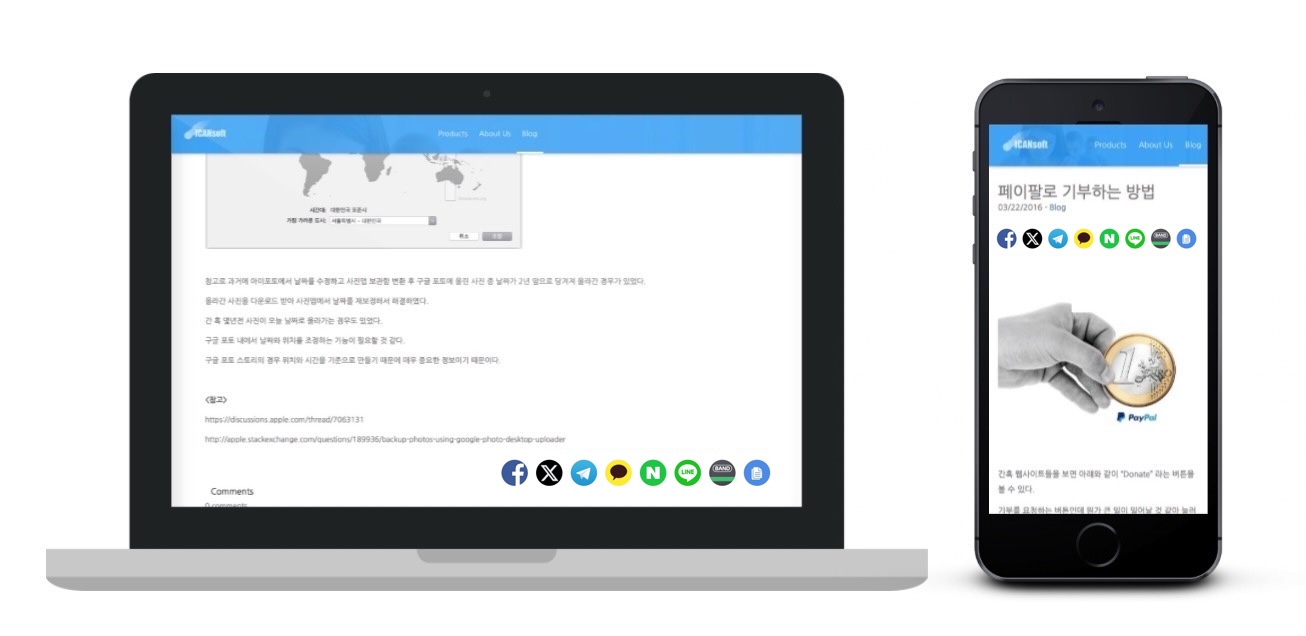 ICANsoft
Products About Us Blog
시간대: 대한민국 표준시
가장 가까운 도시: 서울특별시 - 대한민국
취소
참고로 과거에 아이포토에서 날짜를 수정하고 사진앱 보관함 변환 후 구글 포토에 올린 사진 중 날짜가 2년 앞으로 당겨져 올라간 경우가 있었다.
올라간 사진을 다운로드 받아 사진앱에서 날짜를 재보정해서 해결하였다.
간혹 몇년전 사진이 오늘 날짜로 올라가는 경우도 있었다.
구글 포토 내에서 날짜와 위치를 조정하는 기능이 필요할 것 같다.
구글 포토 스토리의 경우 위치와 시간을 기준으로 만들기 때문에 매우 중요한 정보이기 때문이다.
<참고>
https://discussions.apple.com/thread/7063131
http://apple.stackexchange.com/questions/189936/backup-photos-using-google-photo-desktop-uploader
LINE BAND
Comments
0 comments
ICANsoft
Products About Us Blog
페이팔로 기부하는 방법
03/22/2016 - Blog
LINE BAND
PayPal
간혹 웹사이트들을 보면 아래와 같이 "Donate" 라는 버튼을
볼 수 있다.
기부를 요청하는 버튼인데 뭔가 큰 일이 일어날 것 같아 눌러